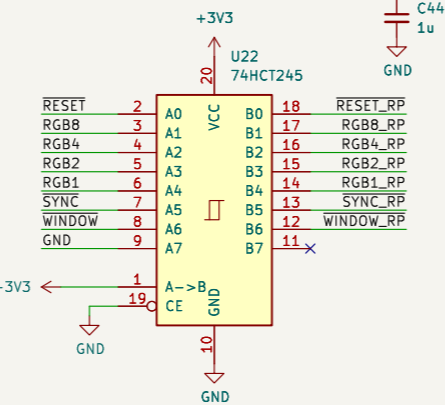 C44
1u
GND
+3V3
U22
74HCT245
20
VCC
RESET 2 A0 B0 18 RESET_RP
RGB8 3 A1 B1 17 RGB8_RP
RGB4 4 A2 B2 16 RGB4_RP
RGB2 5 A3 B3 15 RGB2_RP
RGB1 6 A4 B4 14 RGB1_RP
SYNC 7 A5 B5 13 SYNC_RP
WINDOW 8 A6 B6 12 WINDOW_RP
GND 9 A7 B7 11
-3V3 1 A->B
19 CE
GND
GND
10
GND